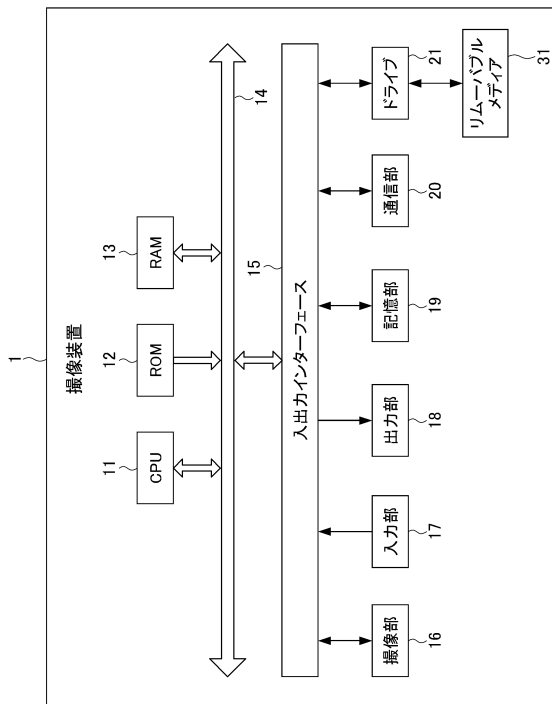 1
撮像装置
11
CPU
12
ROM
13
RAM
14
15
入出力インターフェース
撮像部
16
入力部
17
出力部
18
記憶部
19
通信部
20
ドライブ
21
リムーバブル
メディア
31